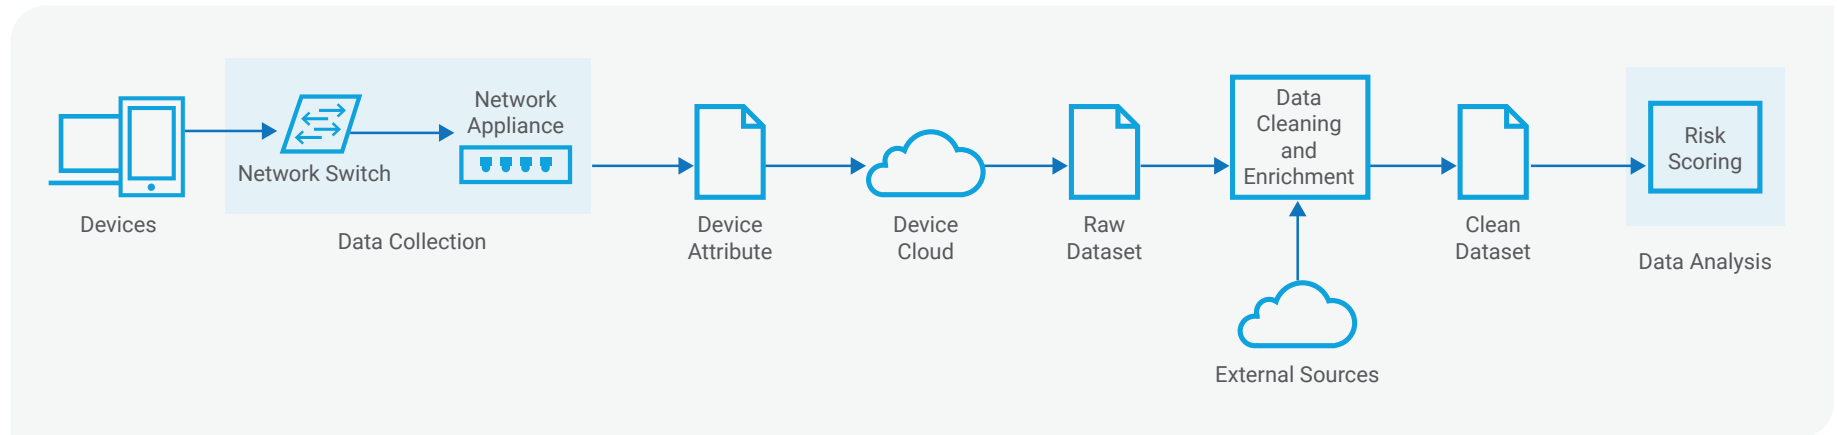 Devices
Network Switch
Network
Appliance
Data Collection
Device
Attribute
Device
Cloud
Raw
Dataset
Data
Cleaning
and
Enrichment
External Sources
Clean
Dataset
Risk
Scoring
Data Analysis